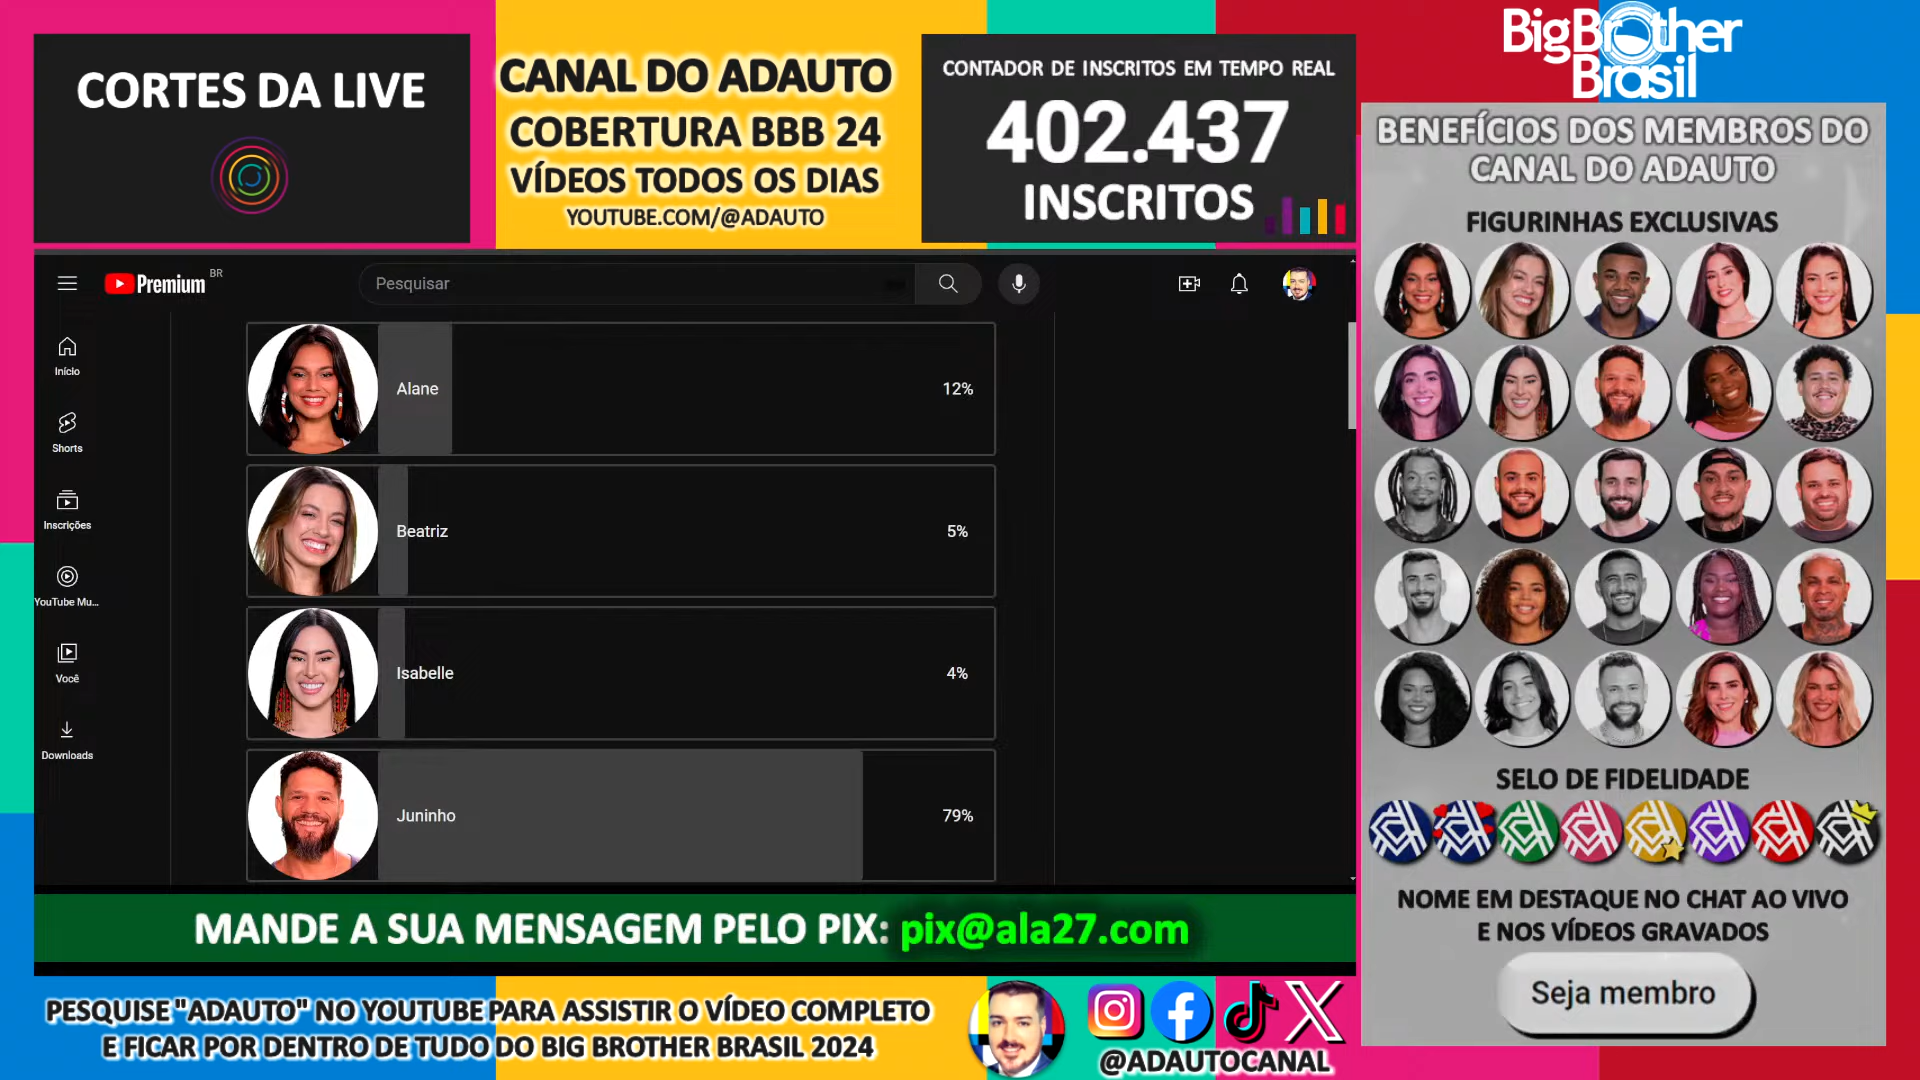 CORTES DA LIVE
CANAL DO ADAUTO
COBERTURA BBB 24
VÍDEOS TODOS OS DIAS
YOUTUBE.COM/@ADAUTO
CONTADOR DE INSCRITOS EM TEMPO REAL
402.437
INSCRITOS
BigBrother
Brasil
BENEFÍCIOS DOS MEMBROS DO
CANAL DO ADAUTO
FIGURINHAS EXCLUSIVAS
Premium BR
Pesquisar
Início
Shorts
Inscrições
YouTube Mu...
Você
Downloads
Alane 12%
Beatriz 5%
Isabelle 4%
Juninho 79%
SELO DE FIDELIDADE
NOME EM DESTAQUE NO CHAT AO VIVO
E NOS VÍDEOS GRAVADOS
Seja membro
MANDE A SUA MENSAGEM PELO PIX: pix@ala27.com
PESQUISE "ADAUTO" NO YOUTUBE PARA ASSISTIR O VÍDEO COMPLETO
E FICAR POR DENTRO DE TUDO DO BIG BROTHER BRASIL 2024
@ADAUTOCANAL